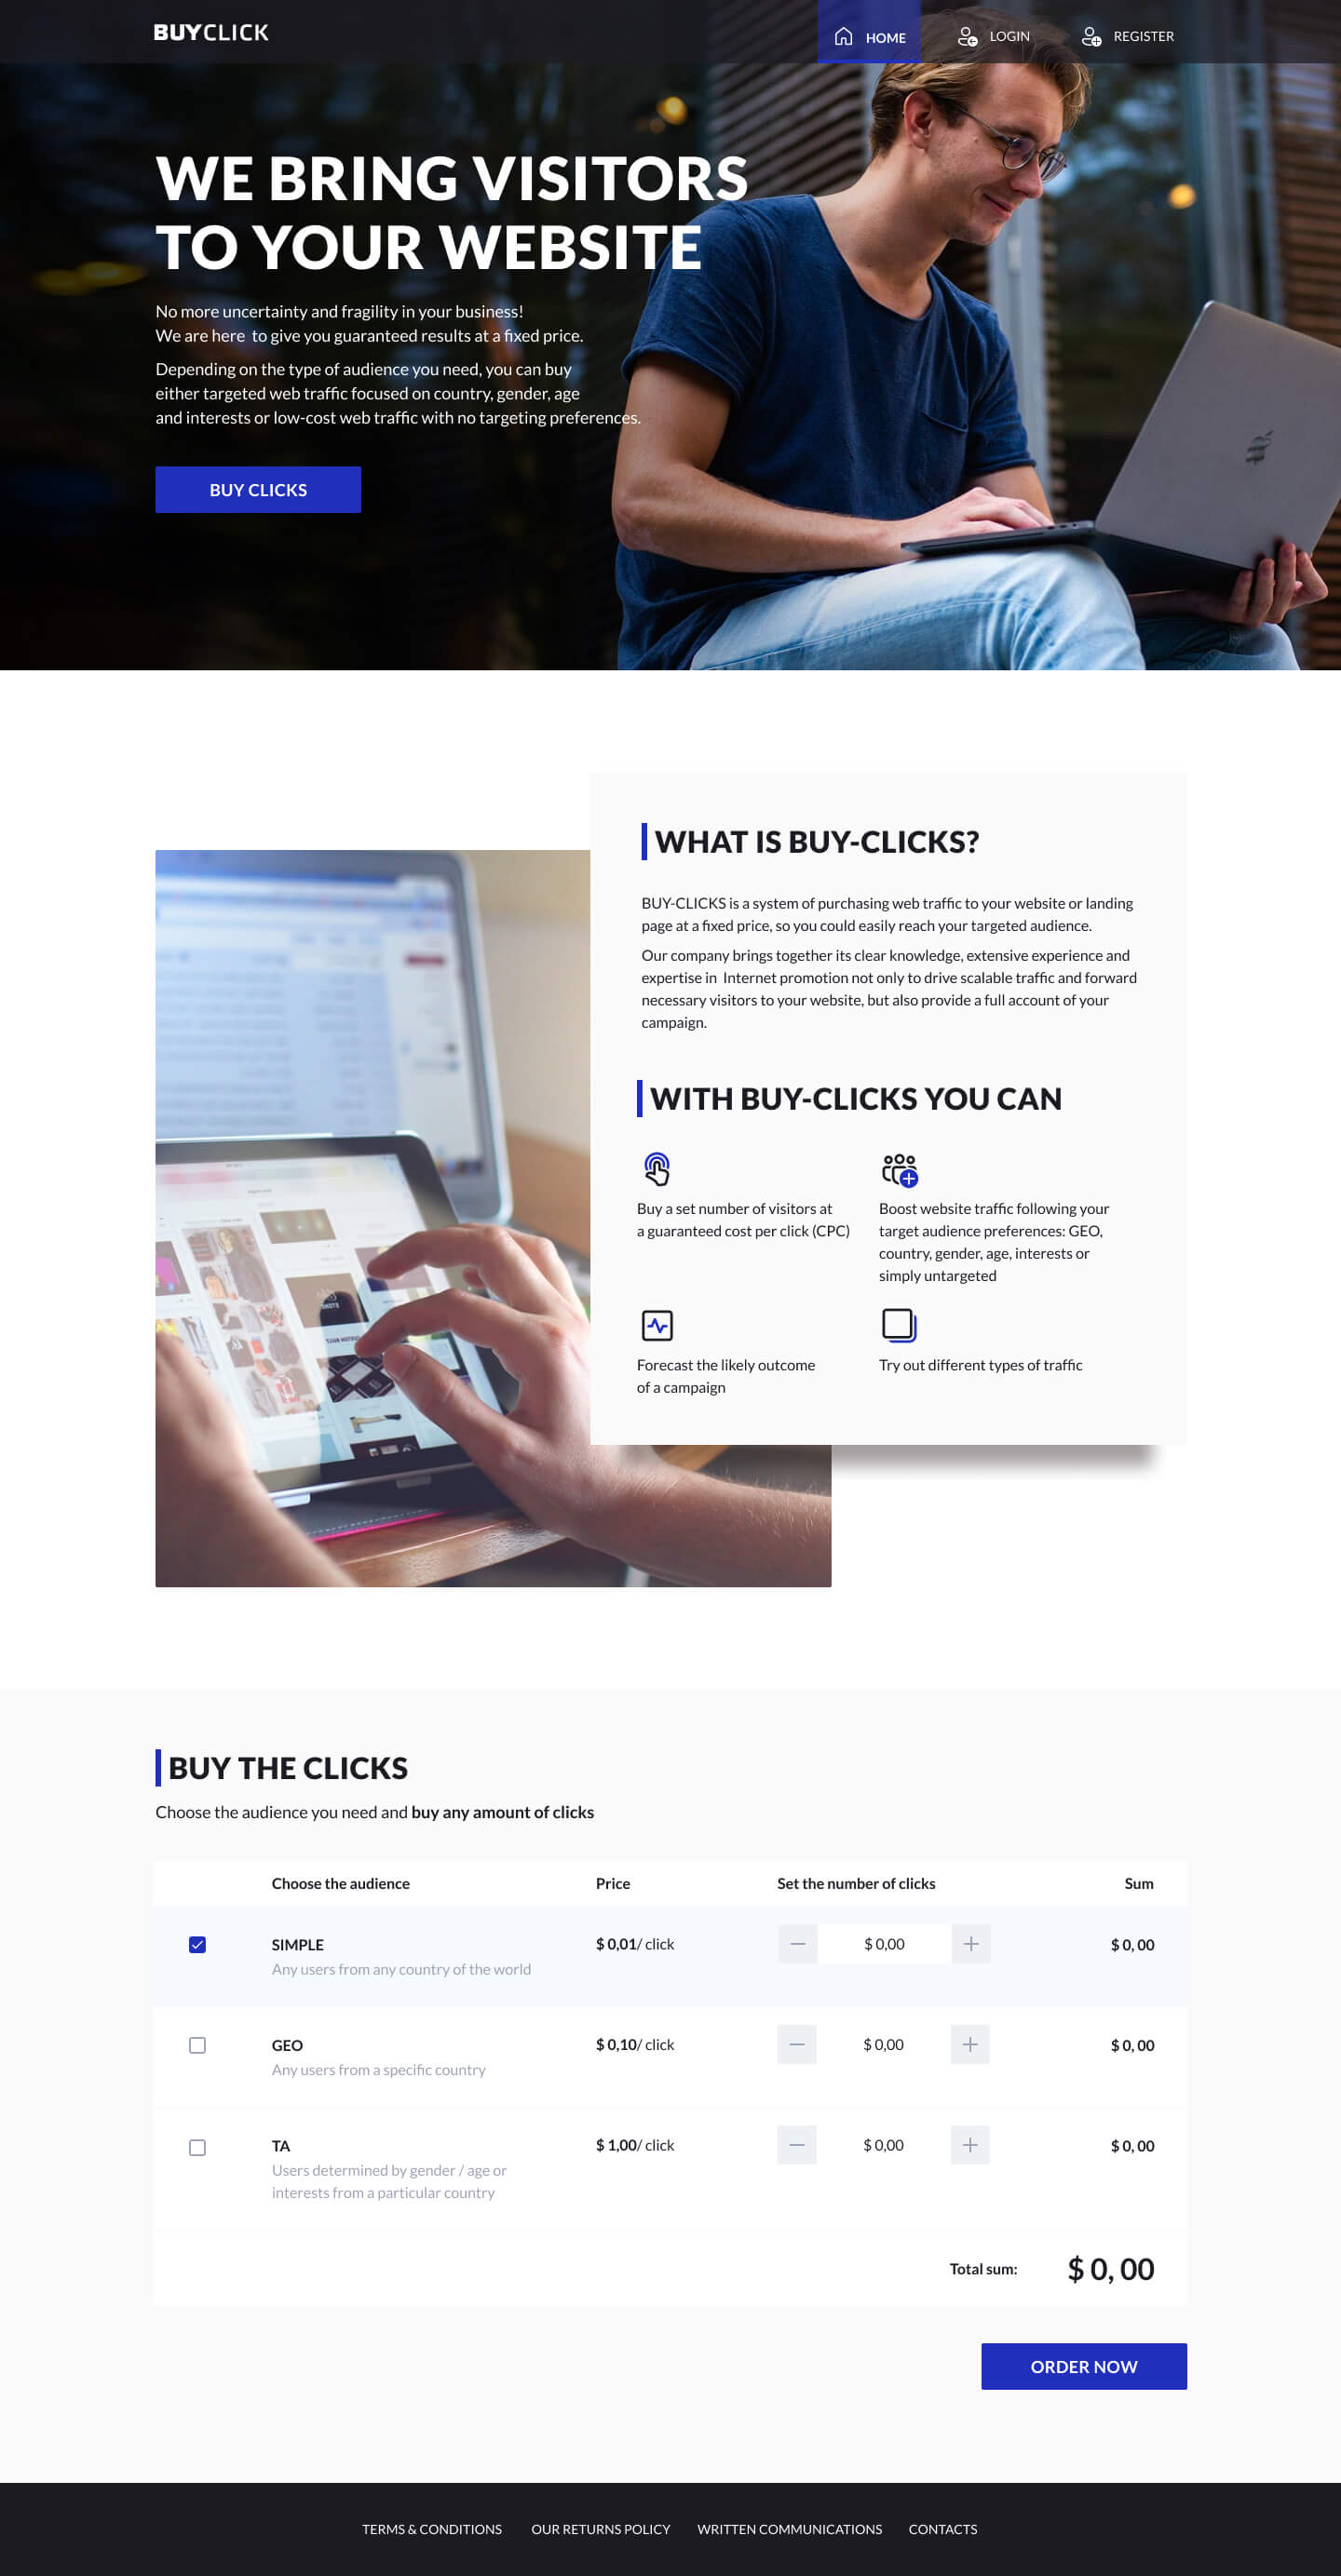 BUYCLICK
HOME
LOGIN
REGISTER
WE BRING VISITORS
TO YOUR WEBSITE
No more uncertainty and fragility in your business!
We are here to give you guaranteed results at a fixed price.
Depending on the type of audience you need, you can buy
either targeted web traffic focused on country, gender, age
and interests or low-cost web traffic with no targeting preferences.
BUY CLICKS
WHAT IS BUY-CLICKS?
BUY-CLICKS is a system of purchasing web traffic to your website or landing
page at a fixed price, so you could easily reach your targeted audience.
Our company brings together its clear knowledge, extensive experience and
expertise in Internet promotion not only to drive scalable traffic and forward
necessary visitors to your website, but also provide a full account of your
campaign.
WITH BUY-CLICKS YOU CAN
Buy a set number of visitors at
a guaranteed cost per click (CPC)
Boost website traffic following your
target audience preferences: GEO,
country, gender, age, interests or
simply untargeted
Forecast the likely outcome
of a campaign
Try out different types of traffic
BUY THE CLICKS
Choose the audience you need and buy any amount of clicks
Choose the audience Price Set the number of clicks Sum
SIMPLE $ 0,01/ click $ 0,00 $ 0, 00
Any users from any country of the world
GEO $ 0,10/ click $ 0,00 $ 0, 00
Any users from a specific country
TA $ 1,00/ click $ 0,00 $ 0, 00
Users determined by gender / age or
interests from a particular country
Total sum: $ 0, 00
ORDER NOW
TERMS & CONDITIONS OUR RETURNS POLICY WRITTEN COMMUNICATIONS CONTACTS